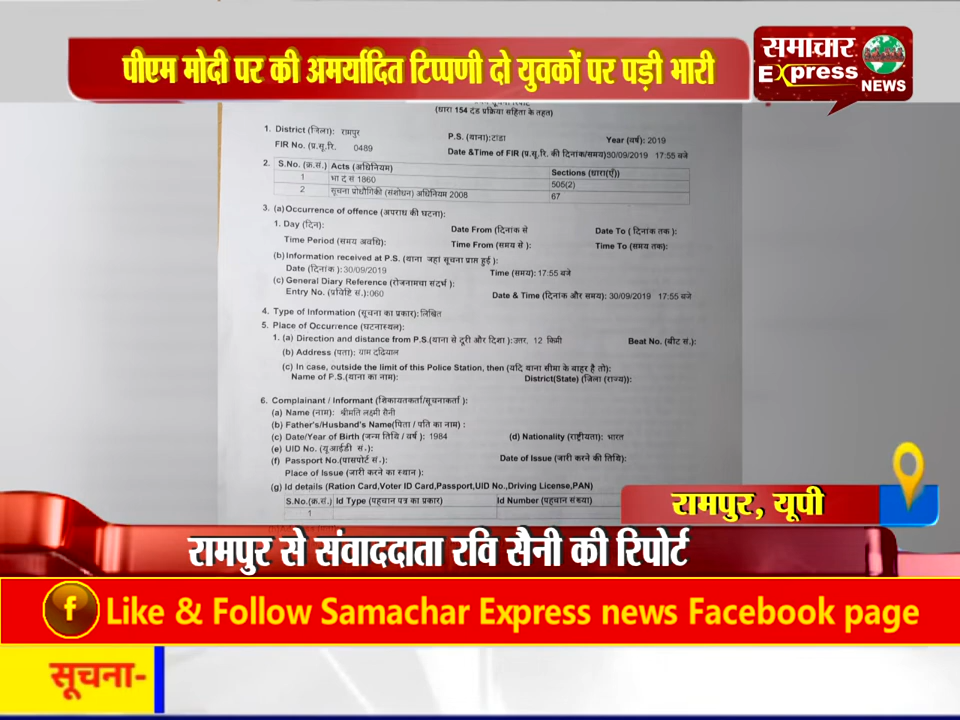 पीएम मोदी पर की अमर्यादित टिप्पणी दो युवकों पर पड़ी भारी
समाचार
Express
NEWS
(धारा 154 दंड प्रक्रिया संहिता के तहत)
1. District (जिला): रामपुर P.S. (थाना):टांडा Year (वर्ष): 2019
FIR No. (प्र.सू.रि. 0489 Date &Time of FIR (प्र.सू.रि. की दिनांक/समय)30/09/2019 17:55 बजे
2. S.No. (क्र.सं.) Acts (अधिनियम) Sections (धारा(एँ))
1 भा द स 1860 505(2)
2 सूचना प्रोद्यौगिकी (संशोधन) अधिनियम 2008 67
3. (a)Occurrence of offence (अपराध की घटना):
1. Day (दिन): Date From (दिनांक से Date To ( दिनांक तक ):
Time Period (समय अवधि): Time From (समय से ): Time To (समय तक):
(b)Information received at P.S. (थाना जहां सूचना प्राप्त हुई ):
Date (दिनांक ):30/09/2019 Time (समय): 17:55 बजे
(c) General Diary Reference (रोजनामचा संदर्भ ):
Entry No. (प्रविष्टि सं.):060 Date & Time (दिनांक और समय): 30/09/2019 17:55 बजे
4. Type of Information (सूचना का प्रकार):लिखित
5. Place of Occurrence (घटनास्थल):
1. (a) Direction and distance from P.S.(थाना से दूरी और दिशा ):उत्तर, 12 किमी Beat No. (बीट सं.):
(b) Address (पता): ग्राम दढियाल
(c) In case, outside the limit of this Police Station, then (यदि थाना सीमा के बाहर है तो):
Name of P.S.(थाना का नाम): District(State) (जिला (राज्य)):
6. Complainant / Informant (शिकायतकर्ता/सूचनाकर्ता ):
(a) Name (नाम): श्रीमति लक्ष्मी सैनी
(b) Father's/Husband's Name(पिता / पति का नाम) :
(c) Date/Year of Birth (जन्म तिथि / वर्ष ): 1984 (d) Nationality (राष्ट्रीयता): भारत
(e) UID No. (यूआईडी सं.):
(f) Passport No.(पासपोर्ट सं.): Date of Issue (जारी करने की तिथि):
Place of Issue (जारी करने का स्थान ):
(g) Id details (Ration Card,Voter ID Card,Passport,UID No.,Driving License,PAN)
S.No.(क्र.सं.) Id Type (पहचान पत्र का प्रकार) Id Number (पहचान संख्या)
1
रामपुर, यूपी
रामपुर से संवाददाता रवि सैनी की रिपोर्ट
f Like & Follow Samachar Express news Facebook page
सूचना-